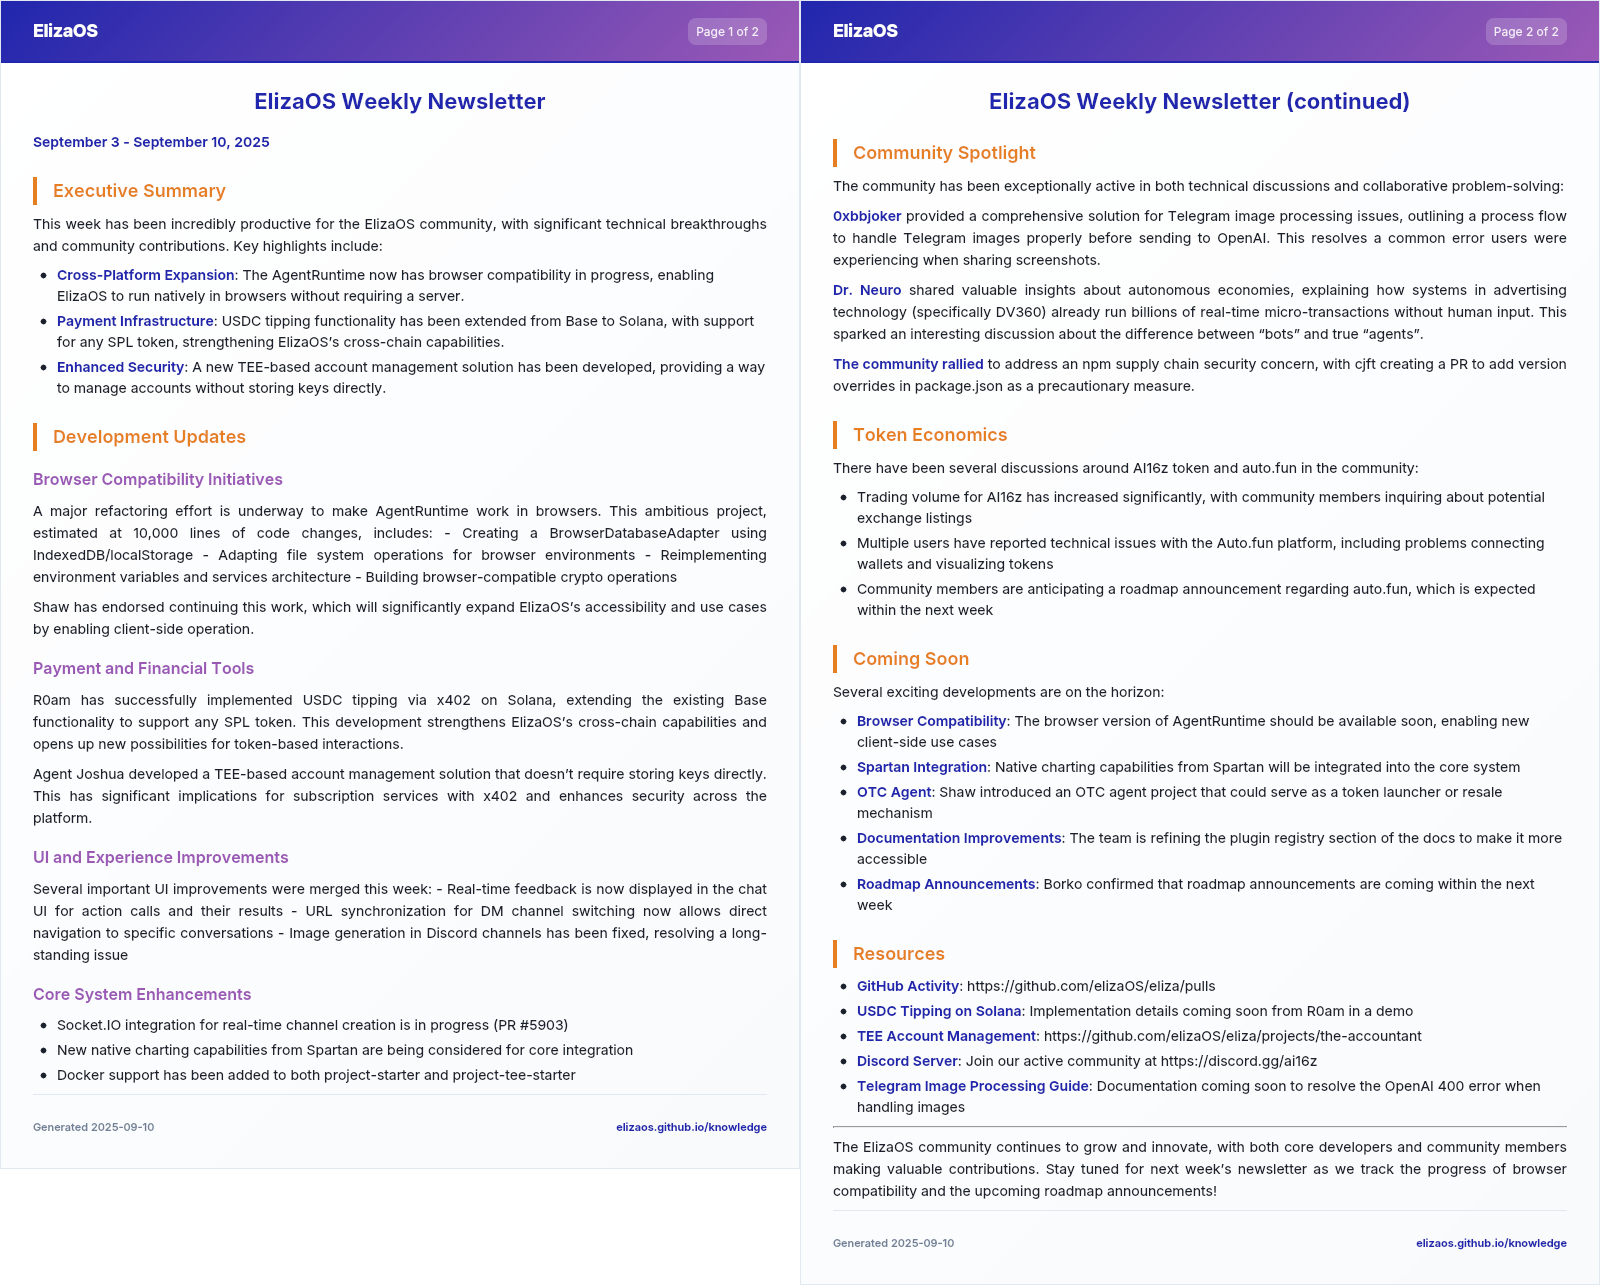 ElizaOS
Page 1 of 2
ElizaOS Weekly Newsletter
September 3 - September 10, 2025
Executive Summary
This week has been incredibly productive for the ElizaOS community, with significant technical breakthroughs
and community contributions. Key highlights include:
• Cross-Platform Expansion: The AgentRuntime now has browser compatibility in progress, enabling
ElizaOS to run natively in browsers without requiring a server.
• Payment Infrastructure: USDC tipping functionality has been extended from Base to Solana, with support
for any SPL token, strengthening ElizaOS’s cross-chain capabilities.
• Enhanced Security: A new TEE-based account management solution has been developed, providing a way
to manage accounts without storing keys directly.
Development Updates
Browser Compatibility Initiatives
A major refactoring effort is underway to make AgentRuntime work in browsers. This ambitious project,
estimated at 10,000 lines of code changes, includes: - Creating a BrowserDatabaseAdapter using
IndexedDB/localStorage - Adapting file system operations for browser environments - Reimplementing
environment variables and services architecture - Building browser-compatible crypto operations
Shaw has endorsed continuing this work, which will significantly expand ElizaOS’s accessibility and use cases
by enabling client-side operation.
Payment and Financial Tools
R0am has successfully implemented USDC tipping via x402 on Solana, extending the existing Base
functionality to support any SPL token. This development strengthens ElizaOS’s cross-chain capabilities and
opens up new possibilities for token-based interactions.
Agent Joshua developed a TEE-based account management solution that doesn’t require storing keys directly.
This has significant implications for subscription services with x402 and enhances security across the
platform.
UI and Experience Improvements
Several important UI improvements were merged this week: - Real-time feedback is now displayed in the chat
UI for action calls and their results - URL synchronization for DM channel switching now allows direct
navigation to specific conversations - Image generation in Discord channels has been fixed, resolving a long-
standing issue
Core System Enhancements
• Socket.IO integration for real-time channel creation is in progress (PR #5903)
• New native charting capabilities from Spartan are being considered for core integration
• Docker support has been added to both project-starter and project-tee-starter
Generated 2025-09-10
elizaos.github.io/knowledge
ElizaOS
Page 2 of 2
ElizaOS Weekly Newsletter (continued)
Community Spotlight
The community has been exceptionally active in both technical discussions and collaborative problem-solving:
0xbbjoker provided a comprehensive solution for Telegram image processing issues, outlining a process flow
to handle Telegram images properly before sending to OpenAI. This resolves a common error users were
experiencing when sharing screenshots.
Dr. Neuro shared valuable insights about autonomous economies, explaining how systems in advertising
technology (specifically DV360) already run billions of real-time micro-transactions without human input. This
sparked an interesting discussion about the difference between “bots” and true “agents”.
The community rallied to address an npm supply chain security concern, with cjft creating a PR to add version
overrides in package.json as a precautionary measure.
Token Economics
There have been several discussions around AI16z token and auto.fun in the community:
• Trading volume for AI16z has increased significantly, with community members inquiring about potential
exchange listings
• Multiple users have reported technical issues with the Auto.fun platform, including problems connecting
wallets and visualizing tokens
• Community members are anticipating a roadmap announcement regarding auto.fun, which is expected
within the next week
Coming Soon
Several exciting developments are on the horizon:
• Browser Compatibility: The browser version of AgentRuntime should be available soon, enabling new
client-side use cases
• Spartan Integration: Native charting capabilities from Spartan will be integrated into the core system
• OTC Agent: Shaw introduced an OTC agent project that could serve as a token launcher or resale
mechanism
• Documentation Improvements: The team is refining the plugin registry section of the docs to make it more
accessible
• Roadmap Announcements: Borko confirmed that roadmap announcements are coming within the next
week
Resources
• GitHub Activity: https://github.com/elizaOS/eliza/pulls
• USDC Tipping on Solana: Implementation details coming soon from R0am in a demo
• TEE Account Management: https://github.com/elizaOS/eliza/projects/the-accountant
• Discord Server: Join our active community at https://discord.gg/ai16z
• Telegram Image Processing Guide: Documentation coming soon to resolve the OpenAI 400 error when
handling images
The ElizaOS community continues to grow and innovate, with both core developers and community members
making valuable contributions. Stay tuned for next week’s newsletter as we track the progress of browser
compatibility and the upcoming roadmap announcements!
Generated 2025-09-10
elizaos.github.io/knowledge